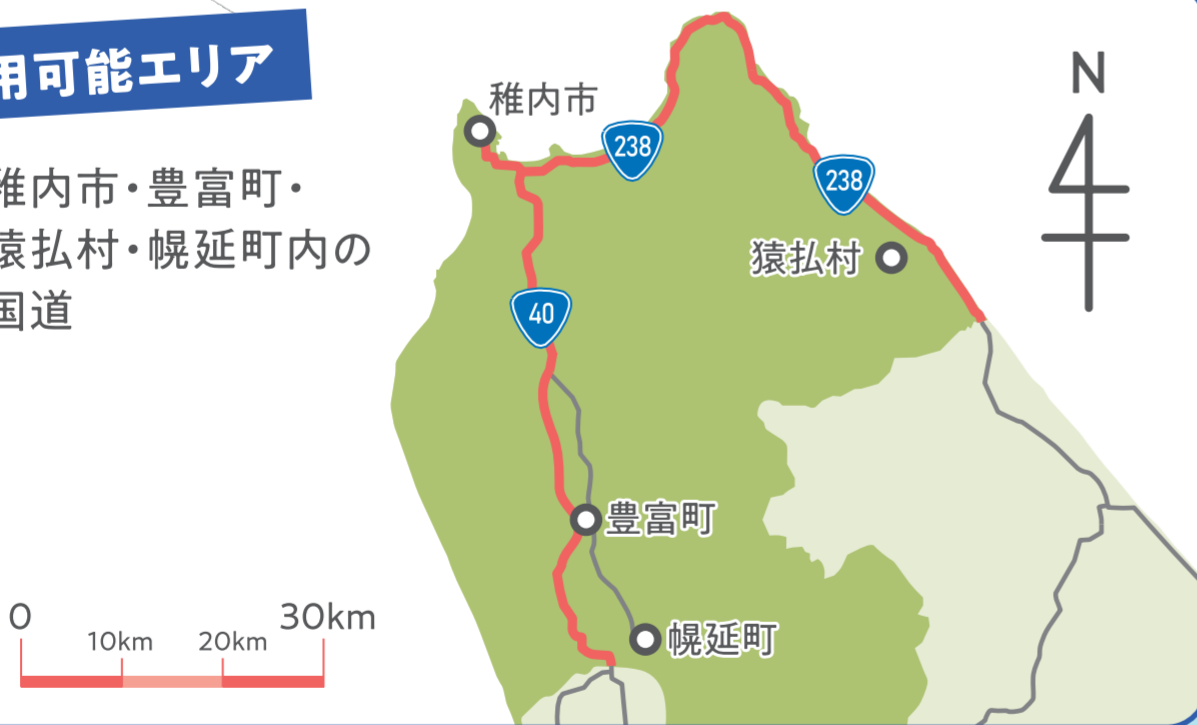 用可能エリア
稚内市・豊富町・
猿払村・幌延町内の
国道
稚内市
238
238
N
猿払村
40
豊富町
幌延町
0 10km 20km 30km